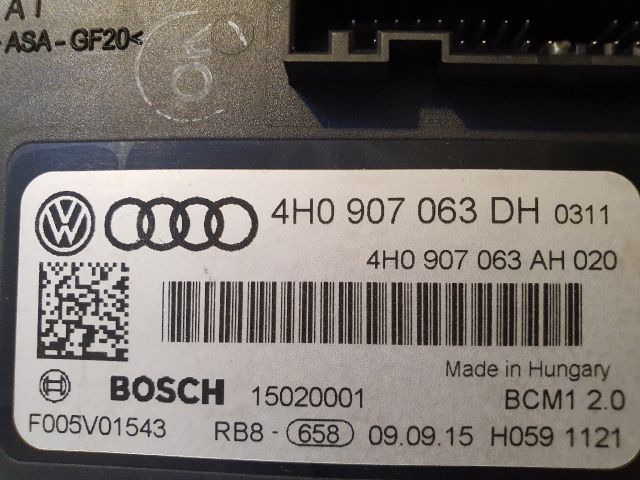 -ASA-GF20<
OK
4H0 907 063 DH 0311
4H0 907 063 AH 020
Made in Hungary
BOSCH 15020001 BCM1 2.0
F005V01543 RB8 - 658 09.09.15 H059 1121